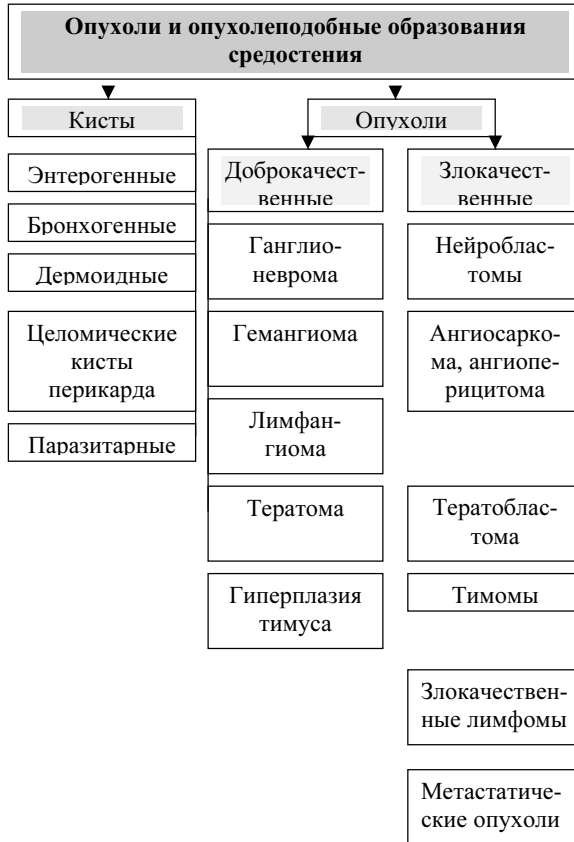 Опухоли и опухолеподобные образования
средостения
Кисты
Опухоли
Энтерогенные
Бронхогенные
Дермоидные
Целомические
кисты
перикарда
Паразитарные
Доброкачест-
венные
Ганглио-
неврома
Гемангиома
Лимфан-
гиома
Тератома
Гиперплазия
тимуса
Злокачест-
венные
Нейроблас-
томы
Ангиосарко-
ма, ангиопе-
рицитома
Тератоблас-
тома
Тимомы
Злокачествен-
ные лимфомы
Метастатиче-
ские опухоли